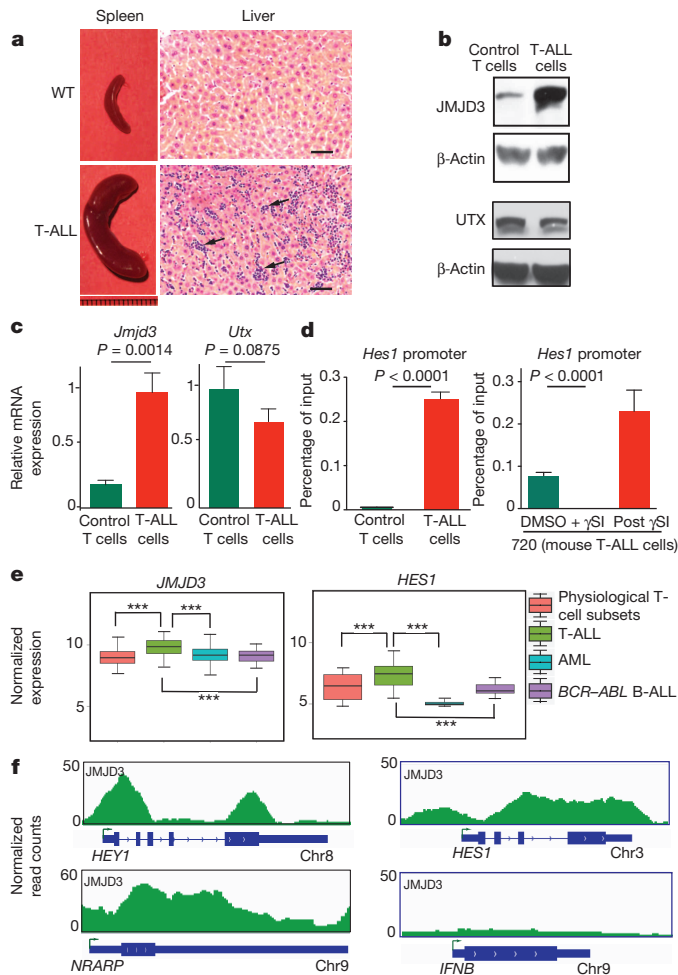 Spleen Liver
a
WT
T-ALL
b
Control T cells T-ALL cells
JMJD3
β-Actin
UTX
β-Actin
c
Jmjd3
P = 0.0014
Utx
P = 0.0875
Relative mRNA expression
1
0.5
0
1
0.5
0
Control T cells T-ALL cells
Control T cells T-ALL cells
d
Hes1 promoter
P < 0.0001
Percentage of input
0.3
0.2
0.1
0
Control T cells T-ALL cells
Hes1 promoter
P < 0.0001
Percentage of input
0.3
0.2
0.1
0
DMSO + γSI Post γSI
720 (mouse T-ALL cells)
e
JMJD3
Normalized expression
10
5
*** ***
***
HES1
10
5
*** ***
***
Physiological T-cell subsets
T-ALL
AML
BCR–ABL B-ALL
f
Normalized read counts
50
JMJD3
0
HEY1 Chr8
50
JMJD3
0
HES1 Chr3
60
JMJD3
0
NRARP Chr9
50
JMJD3
0
IFNB Chr9